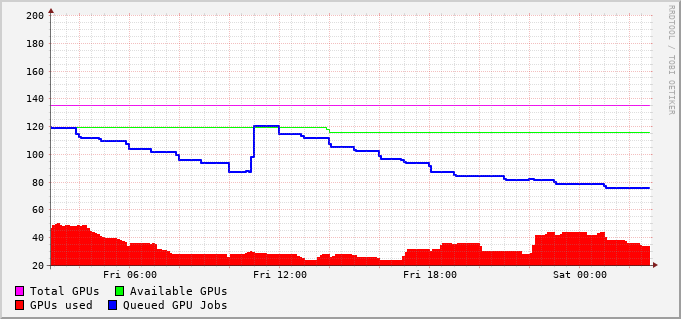 200
180
160
140
120
100
80
60
40
20
Fri 06:00 Fri 12:00 Fri 18:00 Sat 00:00
Total GPUs Available GPUs
GPUs used Queued GPU Jobs
RRDTOOL / TOBI OETIKER